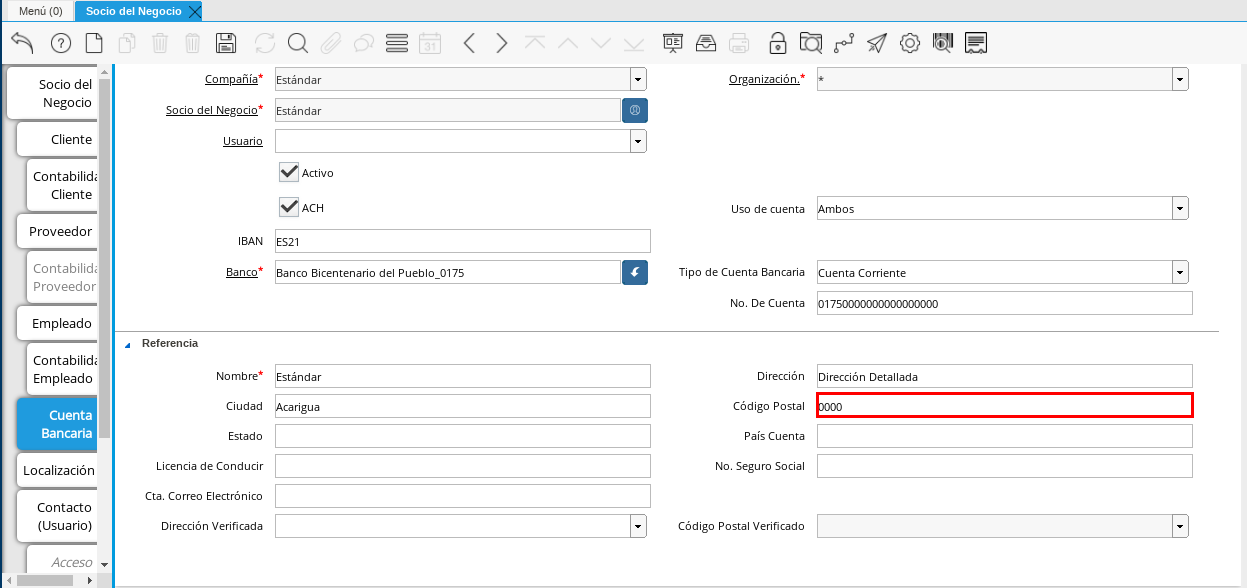 Menú (0)
Socio del Negocio
31
Socio del
Negocio
Cliente
Contabilida
Cliente
Proveedor
Contabilida
Proveedor
Empleado
Contabilida
Empleado
Cuenta
Bancaria
Localización
Contacto
(Usuario)
Acceso
Compañía* Estándar Organización.* *
Socio del Negocio* Estándar
Usuario
Activo
ACH Uso de cuenta Ambos
IBAN ES21
Banco* Banco Bicentenario del Pueblo_0175 Tipo de Cuenta Bancaria Cuenta Corriente
No. De Cuenta 01750000000000000000
Referencia
Nombre* Estándar Dirección Dirección Detallada
Ciudad Acarigua Código Postal 0000
Estado País Cuenta
Licencia de Conducir No. Seguro Social
Cta. Correo Electrónico
Dirección Verificada Código Postal Verificado